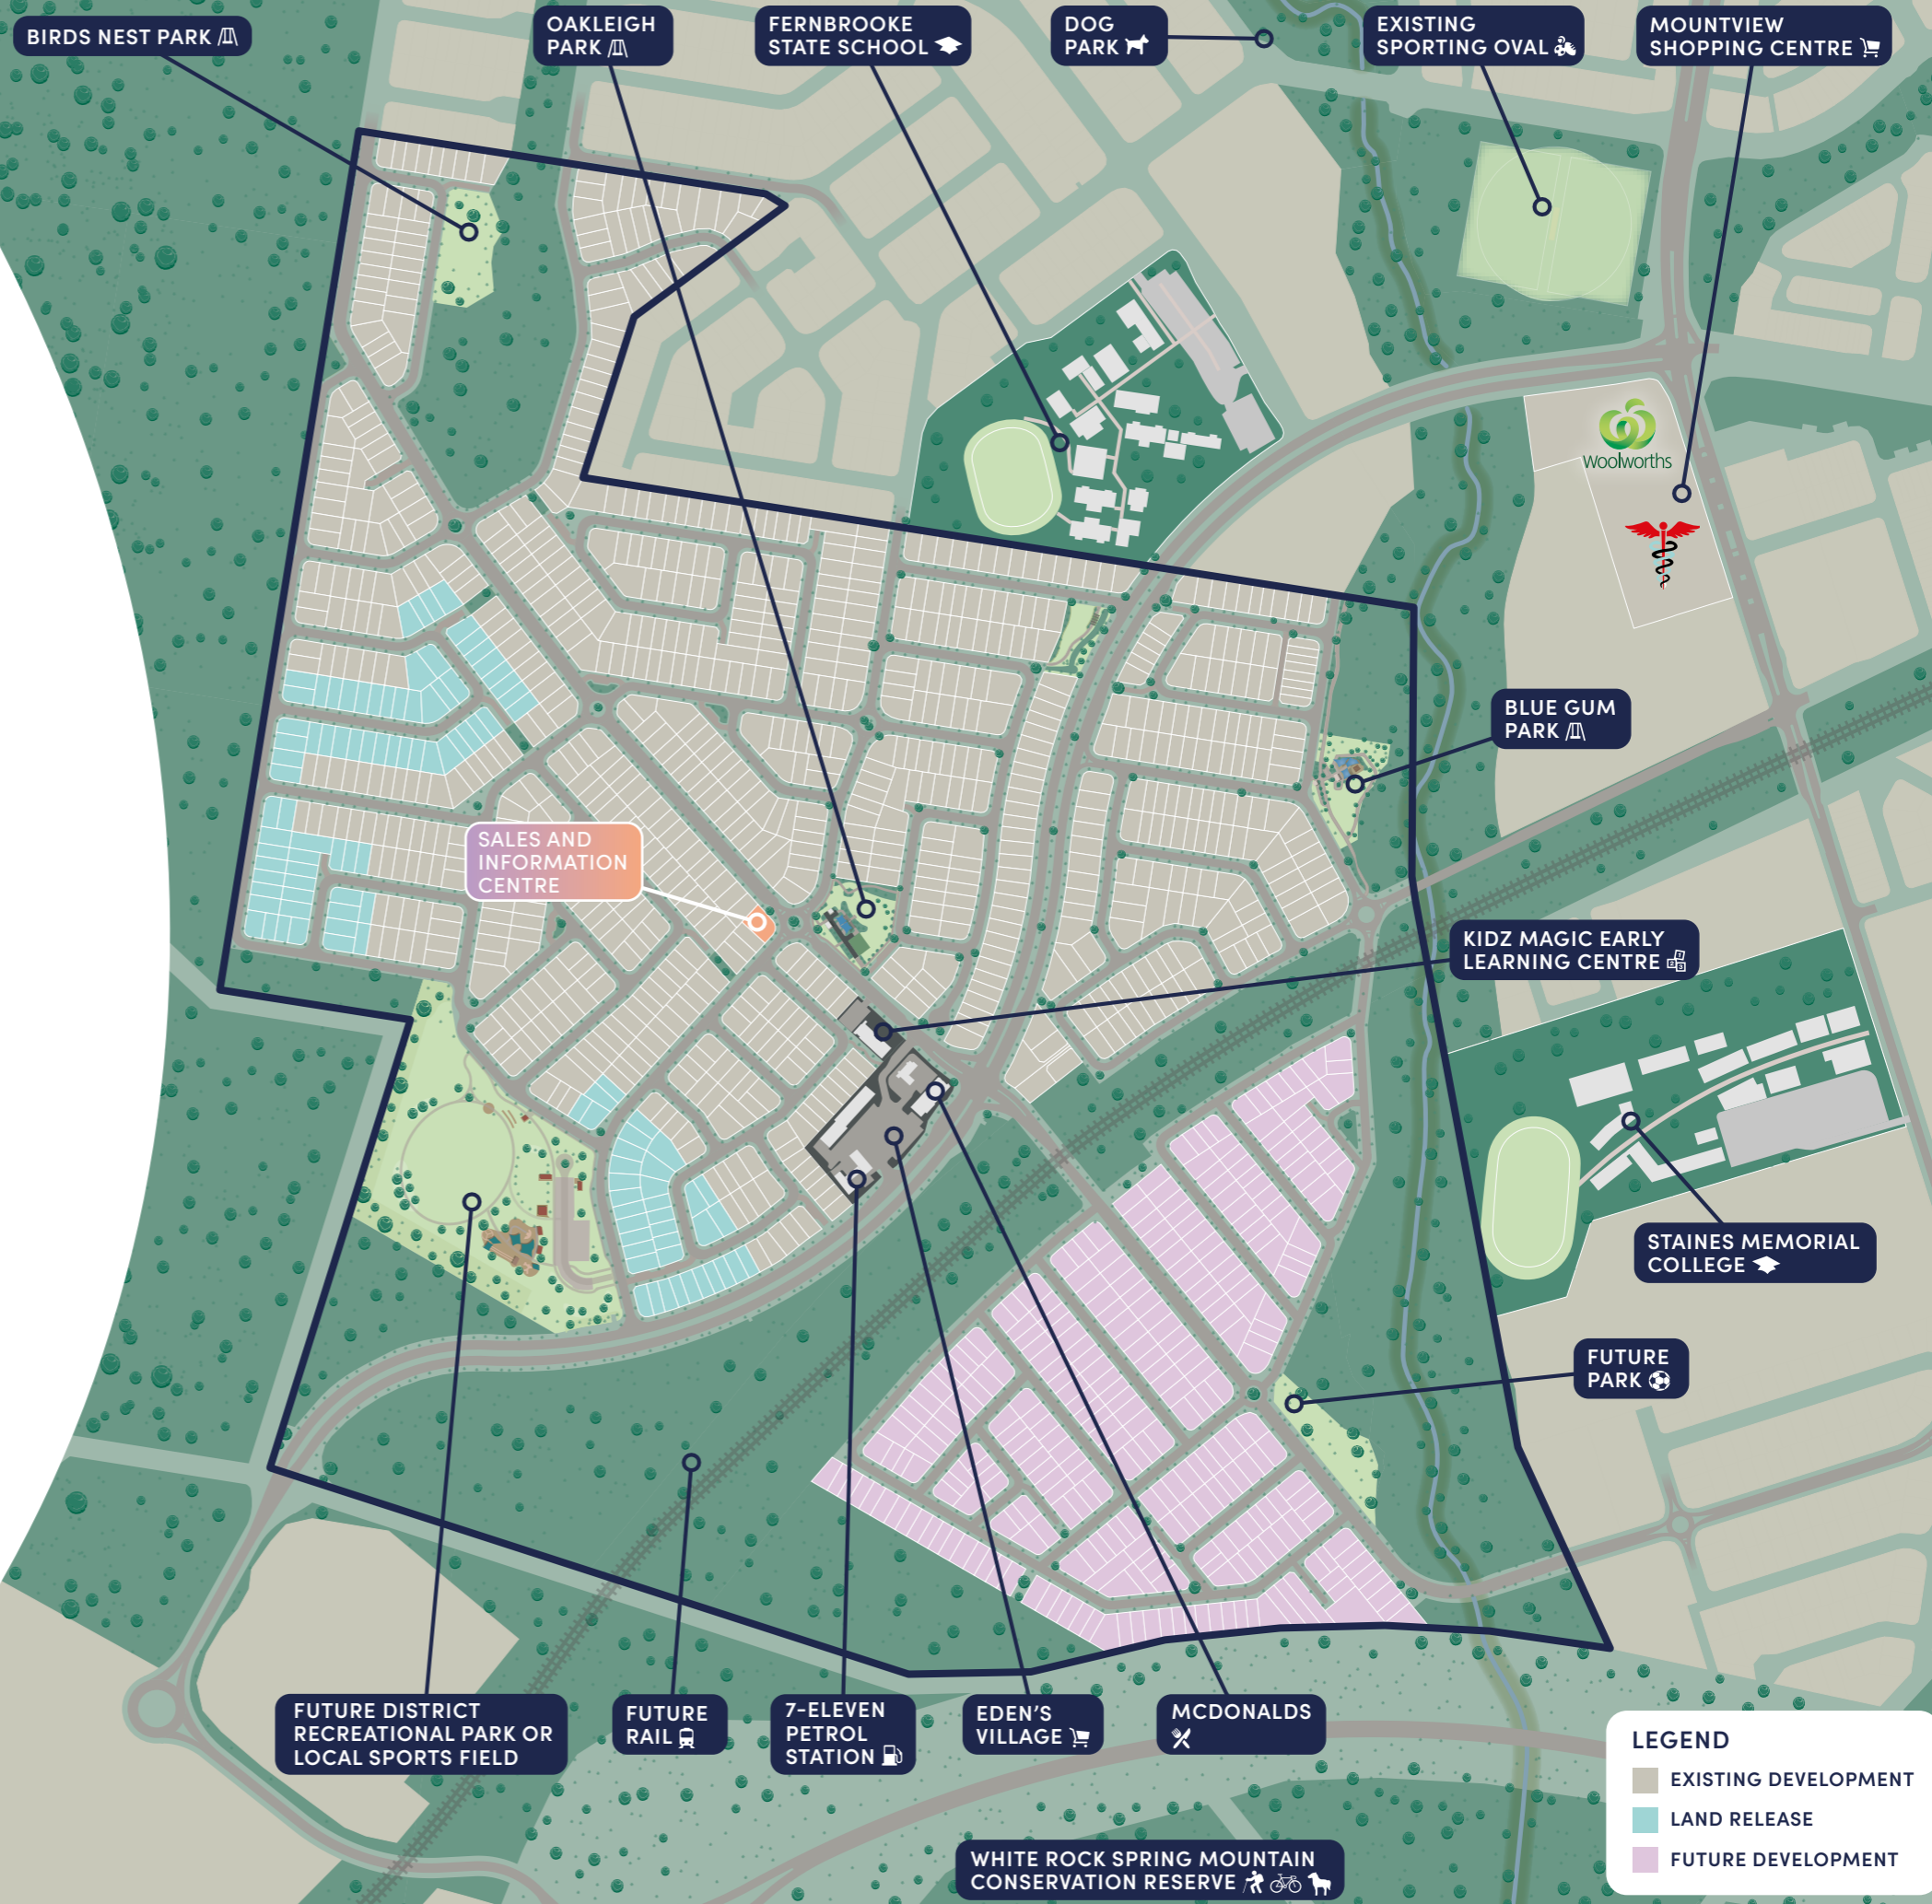 BIRDS NEST PARK
OAKLEIGH
PARK
FERNBROOKE
STATE SCHOOL
DOG
PARK
EXISTING
SPORTING OVAL
MOUNTVIEW
SHOPPING CENTRE
Woolworths
BLUE GUM
PARK
SALES AND
INFORMATION
CENTRE
KIDZ MAGIC EARLY
LEARNING CENTRE
STAINES MEMORIAL
COLLEGE
FUTURE
PARK
FUTURE DISTRICT
RECREATIONAL PARK OR
LOCAL SPORTS FIELD
FUTURE
RAIL
7-ELEVEN
PETROL
STATION
EDEN'S
VILLAGE
MCDONALDS
WHITE ROCK SPRING MOUNTAIN
CONSERVATION RESERVE
LEGEND
EXISTING DEVELOPMENT
LAND RELEASE
FUTURE DEVELOPMENT